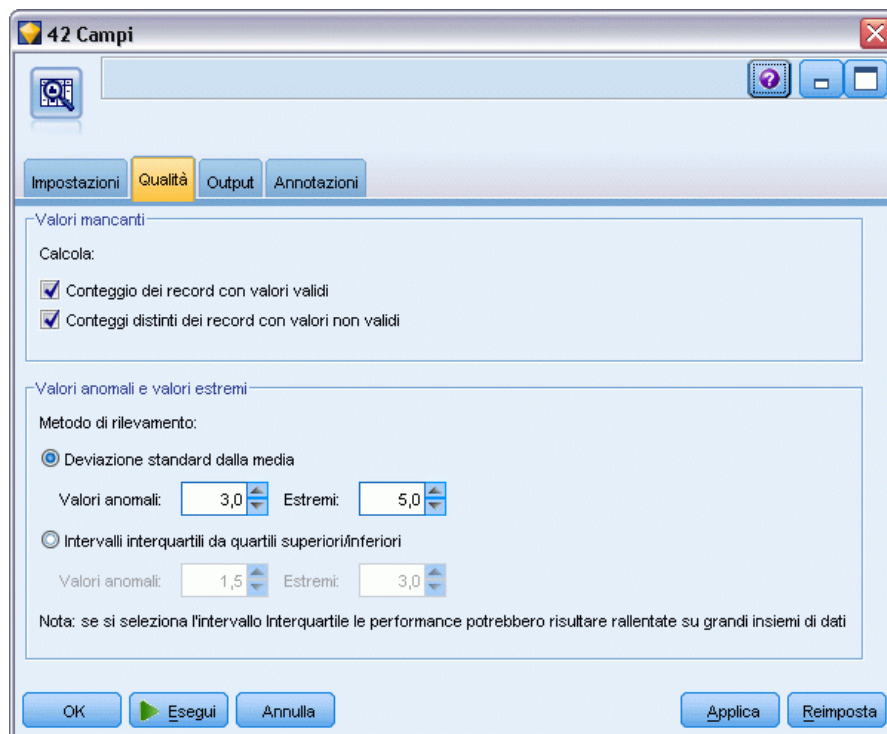 42 Campi
?
Impostazioni Qualità Output Annotazioni
Valori mancanti
Calcola:
Conteggio dei record con valori validi
Conteggi distinti dei record con valori non validi
Valori anomali e valori estremi
Metodo di rilevamento:
Deviazione standard dalla media
Valori anomali: 3,0 Estremi: 5,0
Intervalli interquartili da quartili superiori/inferiori
Valori anomali: 1,5 Estremi: 3,0
Nota: se si seleziona l'intervallo Interquartile le performance potrebbero risultare rallentate su grandi insiemi di dati
OK Esegui Annulla Applica Reimposta